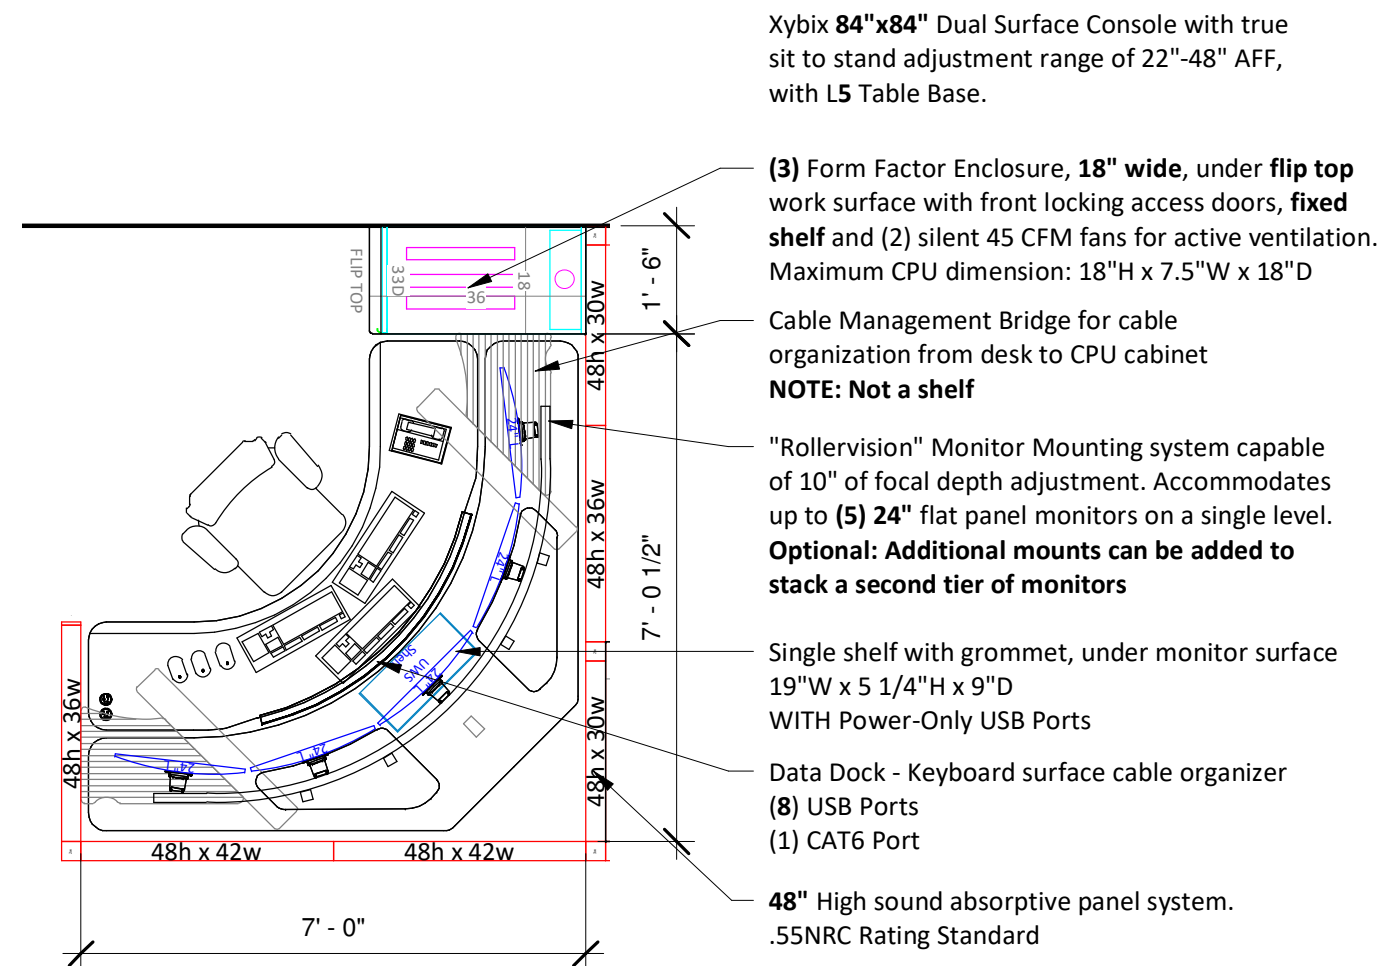 Xybix 84"x84" Dual Surface Console with true
sit to stand adjustment range of 22"-48" AFF,
with L5 Table Base.
(3) Form Factor Enclosure, 18" wide, under flip top
work surface with front locking access doors, fixed
shelf and (2) silent 45 CFM fans for active ventilation.
Maximum CPU dimension: 18"H x 7.5"W x 18"D
Cable Management Bridge for cable
organization from desk to CPU cabinet
NOTE: Not a shelf
"Rollervision" Monitor Mounting system capable
of 10" of focal depth adjustment. Accommodates
up to (5) 24" flat panel monitors on a single level.
Optional: Additional mounts can be added to
stack a second tier of monitors
Single shelf with grommet, under monitor surface
19"W x 5 1/4"H x 9"D
WITH Power-Only USB Ports
Data Dock - Keyboard surface cable organizer
(8) USB Ports
(1) CAT6 Port
48" High sound absorptive panel system.
.55NRC Rating Standard
FLIP TOP
33D
36
18
48h x 30w
1' - 6"
48h x 36w
7' - 0 1/2"
48h x 30w
24"
24" L
24"
24" L
24"
UWS
48h x 36w
48h x 42w
48h x 42w
7' - 0"